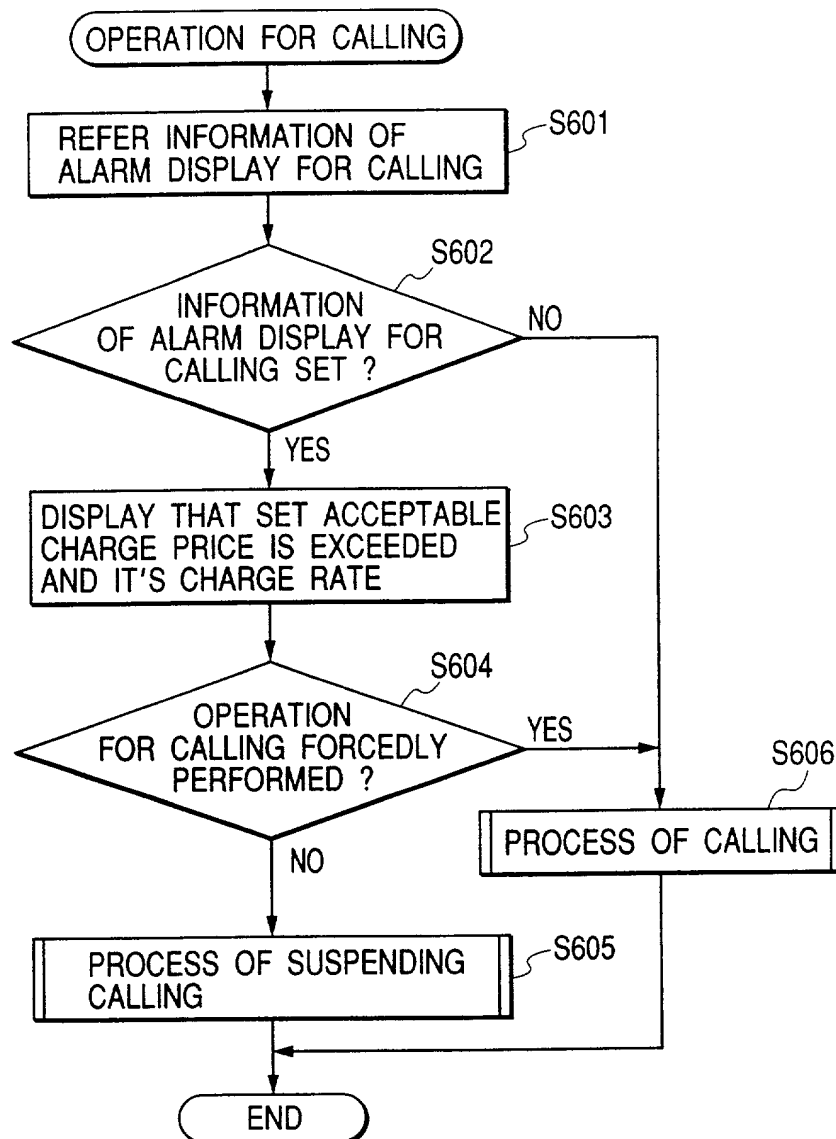 OPERATION FOR CALLING
REFER INFORMATION OF
ALARM DISPLAY FOR CALLING
S601
S602
INFORMATION
OF ALARM DISPLAY FOR
CALLING SET ?
NO
YES
DISPLAY THAT SET ACCEPTABLE
CHARGE PRICE IS EXCEEDED
AND IT'S CHARGE RATE
S603
S604
OPERATION
FOR CALLING FORCEDLY
PERFORMED ?
YES
NO
S606
PROCESS OF CALLING
PROCESS OF SUSPENDING
CALLING
S605
END